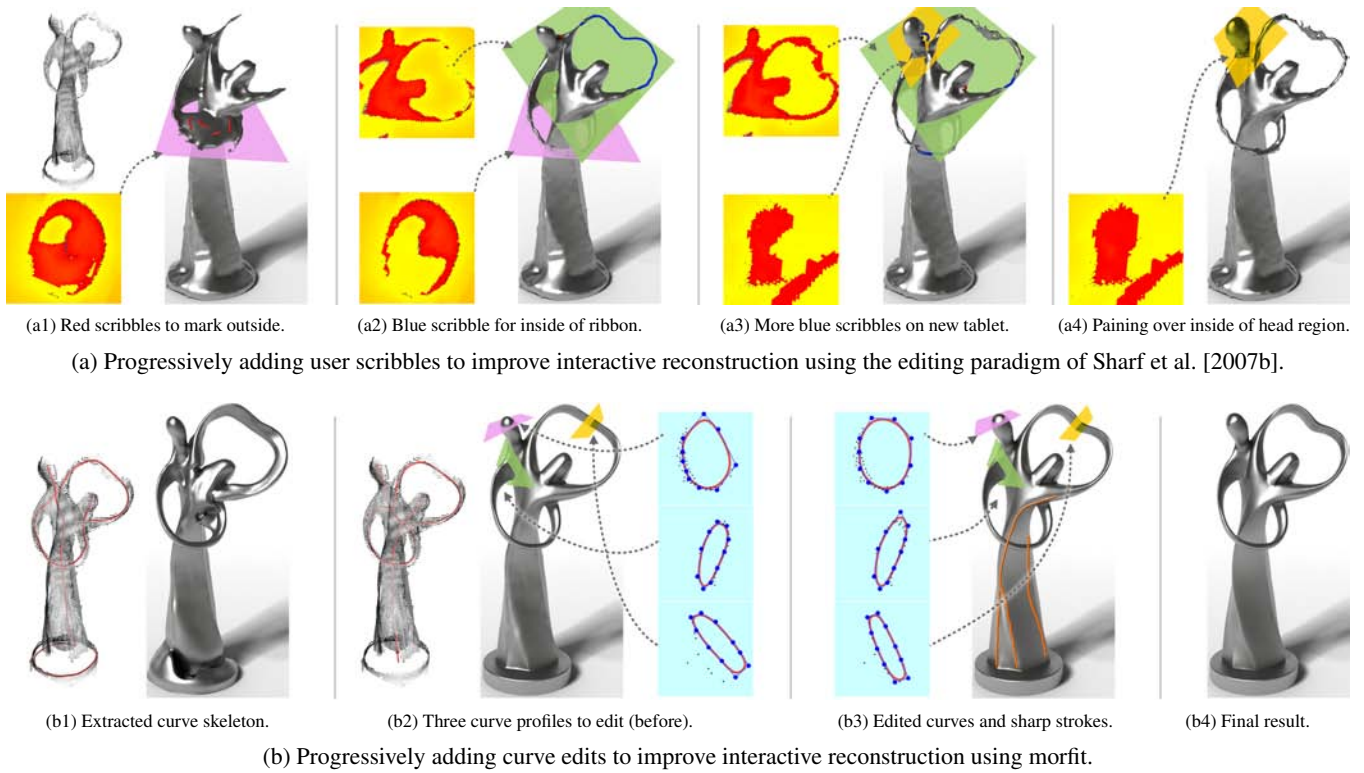 (a1) Red scribbles to mark outside.
(a2) Blue scribble for inside of ribbon.
(a3) More blue scribbles on new tablet.
(a4) Paining over inside of head region.
(a) Progressively adding user scribbles to improve interactive reconstruction using the editing paradigm of Sharf et al. [2007b].
(b1) Extracted curve skeleton.
(b2) Three curve profiles to edit (before).
(b3) Edited curves and sharp strokes.
(b4) Final result.
(b) Progressively adding curve edits to improve interactive reconstruction using morfit.